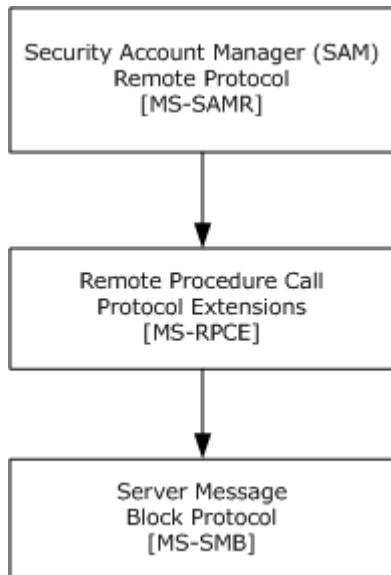 Security Account Manager (SAM)
Remote Protocol
[MS-SAMR]
Remote Procedure Call
Protocol Extensions
[MS-RPCE]
Server Message
Block Protocol
[MS-SMB]